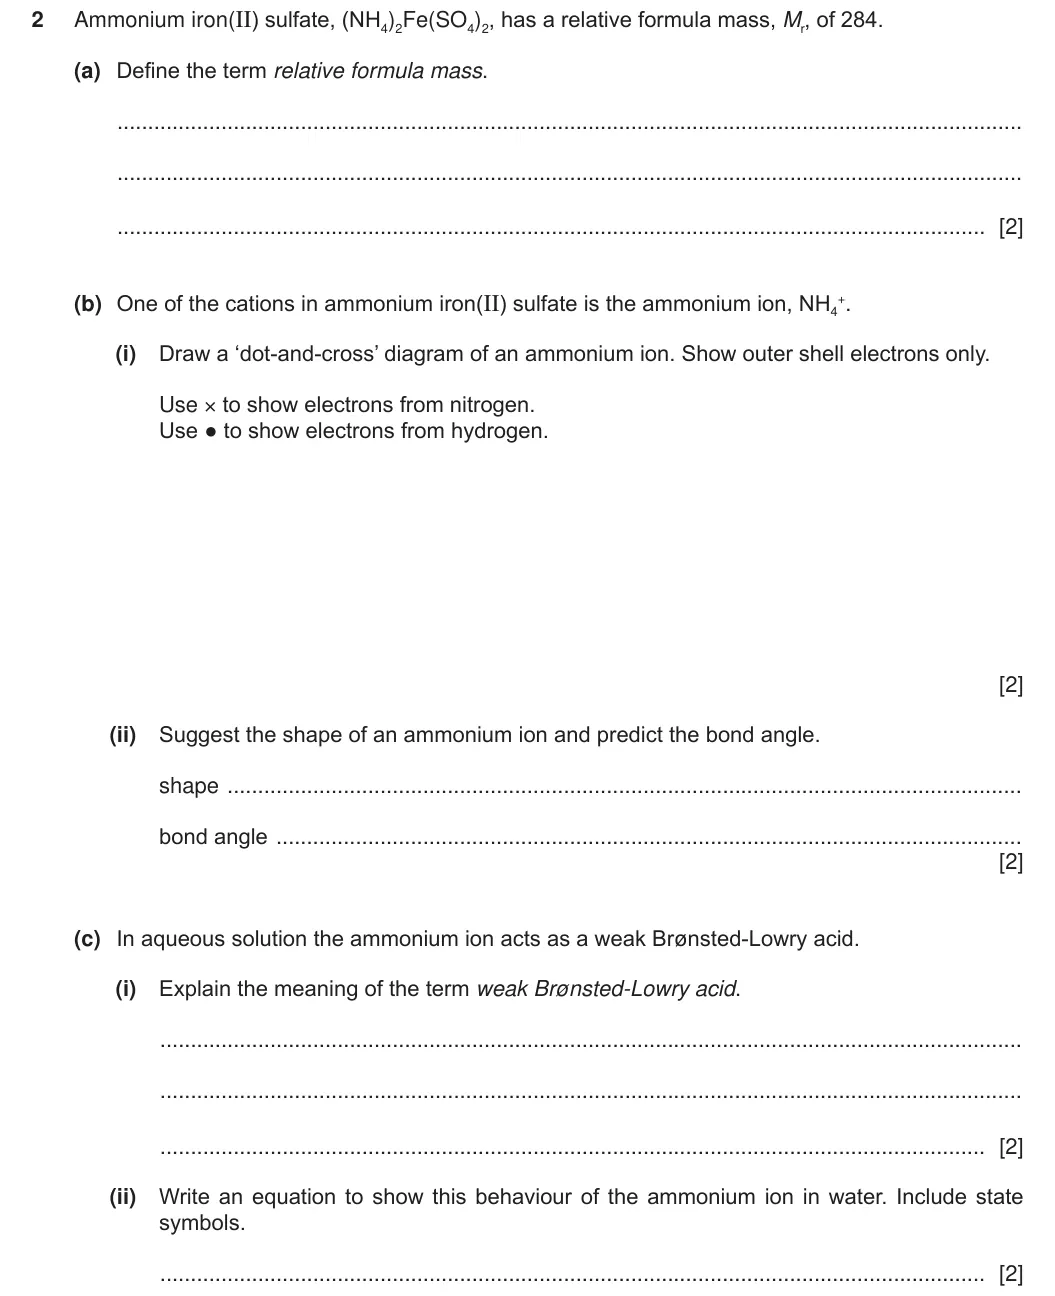 2 Ammonium iron(II) sulfate, (NH₄)₂Fe(SO₄)₂, has a relative formula mass, Mᵣ, of 284.
(a) Define the term relative formula mass.
[2]
(b) One of the cations in ammonium iron(II) sulfate is the ammonium ion, NH₄⁺.
(i) Draw a ‘dot-and-cross’ diagram of an ammonium ion. Show outer shell electrons only.
Use × to show electrons from nitrogen.
Use ● to show electrons from hydrogen.
[2]
(ii) Suggest the shape of an ammonium ion and predict the bond angle.
shape ..........
bond angle ..........
[2]
(c) In aqueous solution the ammonium ion acts as a weak Brønsted-Lowry acid.
(i) Explain the meaning of the term weak Brønsted-Lowry acid.
[2]
(ii) Write an equation to show this behaviour of the ammonium ion in water. Include state
symbols.
[2]